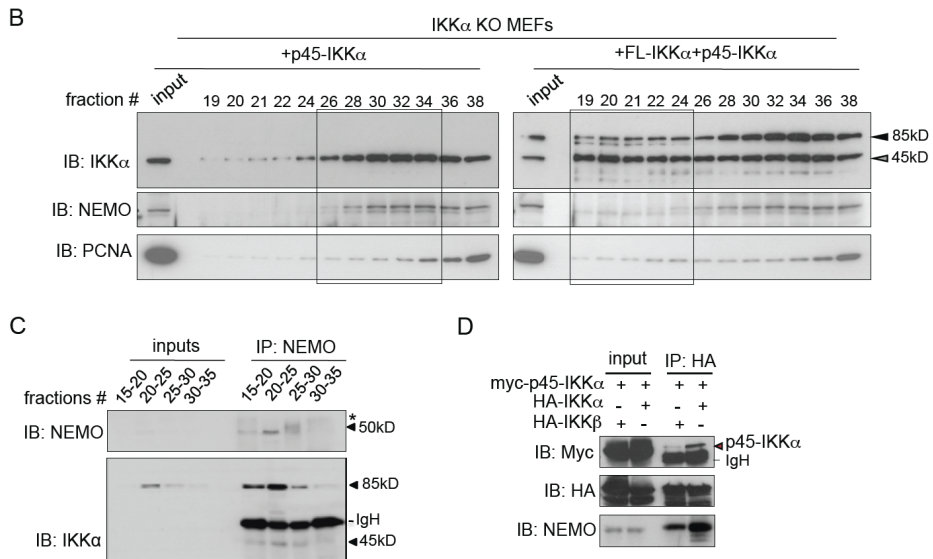 B
IKKα KO MEFs
+p45-IKKα
+FL-IKKα+p45-IKKα
fraction # input 19 20 21 22 24 26 28 30 32 34 36 38
input 19 20 21 22 24 26 28 30 32 34 36 38
IB: IKKα
85kD
45kD
IB: NEMO
IB: PCNA
C
inputs
IP: NEMO
fractions # 15-20 20-25 25-30 30-35 15-20 20-25 25-30 30-35
IB: NEMO
*
50kD
85kD
-IgH
IB: IKKα
45kD
D
input
IP: HA
myc-p45-IKKα + + + +
HA-IKKα - + - +
HA-IKKβ + - + -
IB: Myc
p45-IKKα
IgH
IB: HA
IB: NEMO